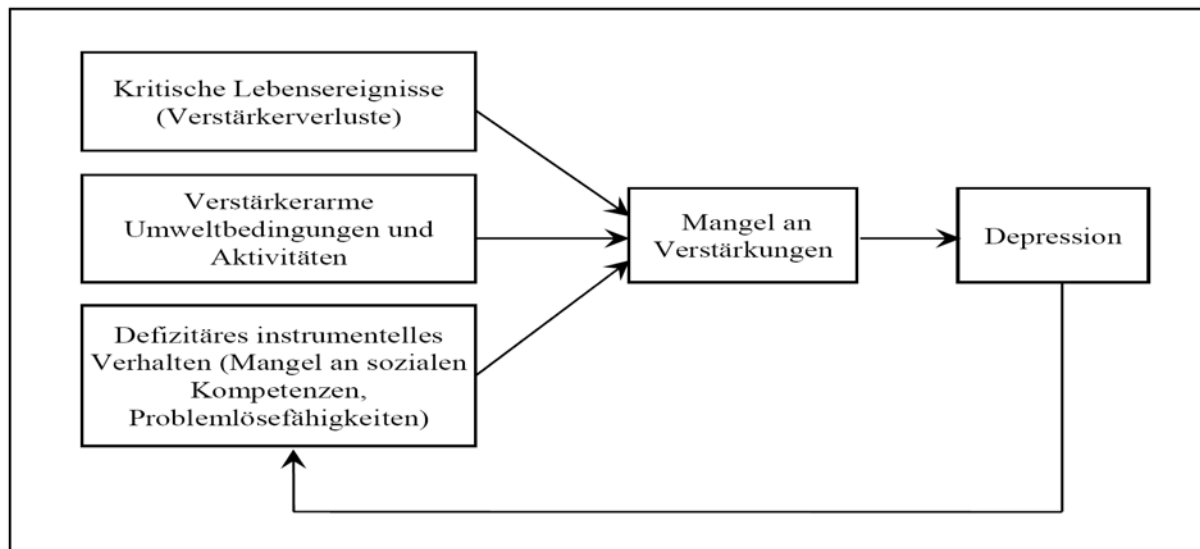 Kritische Lebensereignisse
(Verstärkerverluste)
Verstärkerarme
Umweltbedingungen und
Aktivitäten
Defizitäres instrumentelles
Verhalten (Mangel an sozialen
Kompetenzen,
Problemlösefähigkeiten)
Mangel an
Verstärkungen
Depression